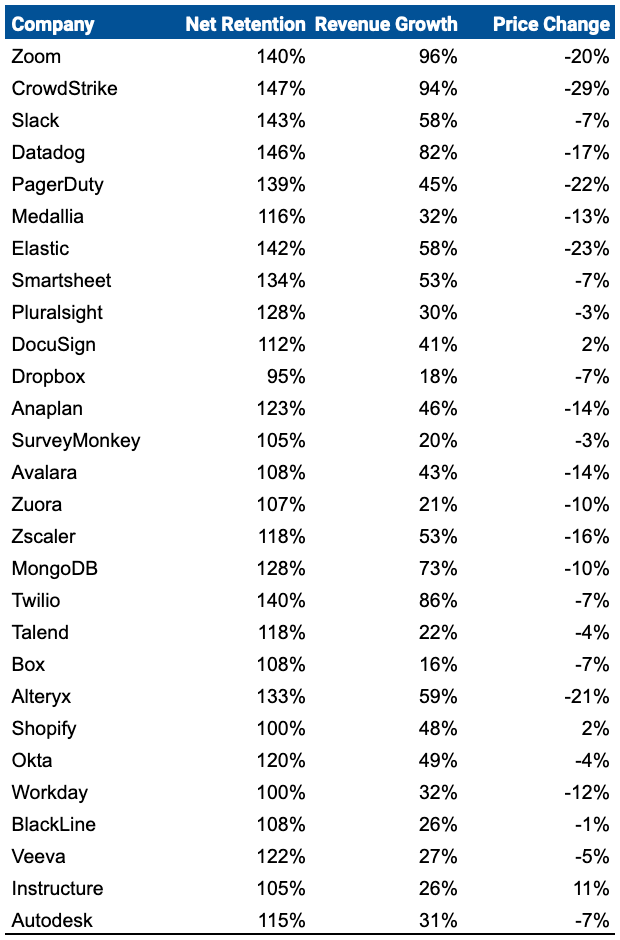 Company Net Retention Revenue Growth Price Change
Zoom 140% 96% -20%
CrowdStrike 147% 94% -29%
Slack 143% 58% -7%
Datadog 146% 82% -17%
PagerDuty 139% 45% -22%
Medallia 116% 32% -13%
Elastic 142% 58% -23%
Smartsheet 134% 53% -7%
Pluralsight 128% 30% -3%
DocuSign 112% 41% 2%
Dropbox 95% 18% -7%
Anaplan 123% 46% -14%
SurveyMonkey 105% 20% -3%
Avalara 108% 43% -14%
Zuora 107% 21% -10%
Zscaler 118% 53% -16%
MongoDB 128% 73% -10%
Twilio 140% 86% -7%
Talend 118% 22% -4%
Box 108% 16% -7%
Alteryx 133% 59% -21%
Shopify 100% 48% 2%
Okta 120% 49% -4%
Workday 100% 32% -12%
BlackLine 108% 26% -1%
Veeva 122% 27% -5%
Instructure 105% 26% 11%
Autodesk 115% 31% -7%